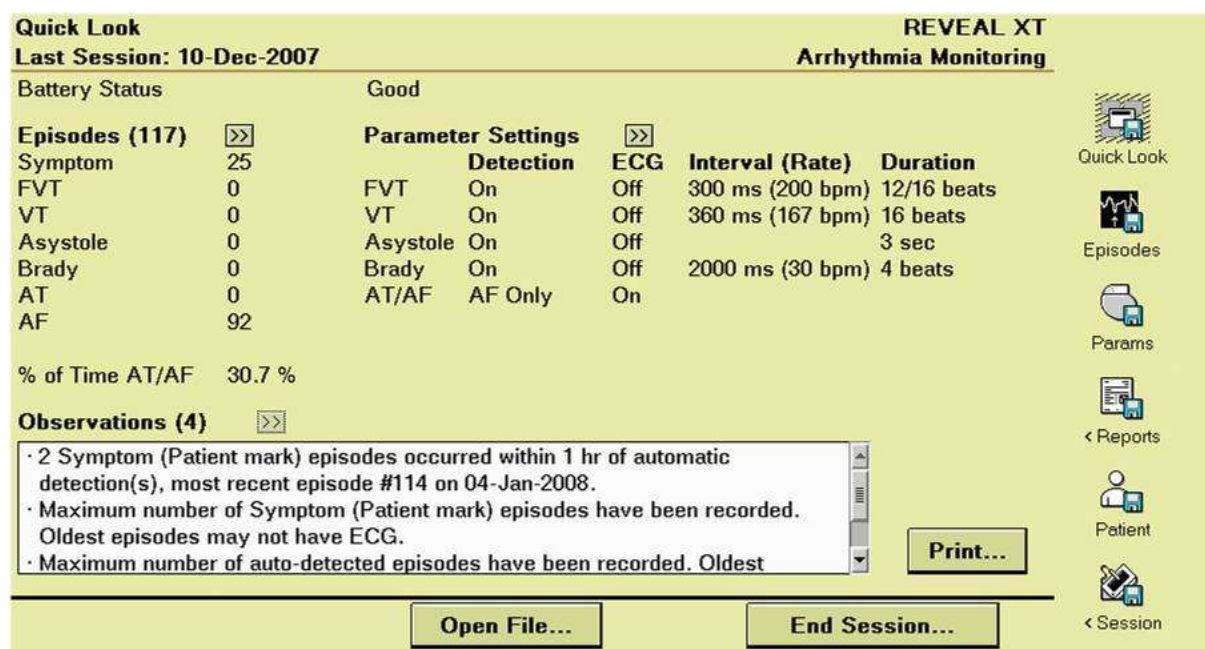 Quick Look REVEAL XT
Last Session: 10-Dec-2007 Arrhythmia Monitoring
Battery Status Good
Episodes (117) >> Parameter Settings >>
Symptom 25 Detection ECG Interval (Rate) Duration
FVT 0 FVT On Off 300 ms (200 bpm) 12/16 beats
VT 0 VT On Off 360 ms (167 bpm) 16 beats
Asystole 0 Asystole On Off 3 sec
Brady 0 Brady On Off 2000 ms (30 bpm) 4 beats
AT 0 AT/AF AF Only On
AF 92
% of Time AT/AF 30.7 %
Observations (4) >>
· 2 Symptom (Patient mark) episodes occurred within 1 hr of automatic
detection(s), most recent episode #114 on 04-Jan-2008.
· Maximum number of Symptom (Patient mark) episodes have been recorded.
Oldest episodes may not have ECG.
· Maximum number of auto-detected episodes have been recorded. Oldest
Print...
Open File... End Session...
Quick Look
Episodes
Params
< Reports
Patient
< Session